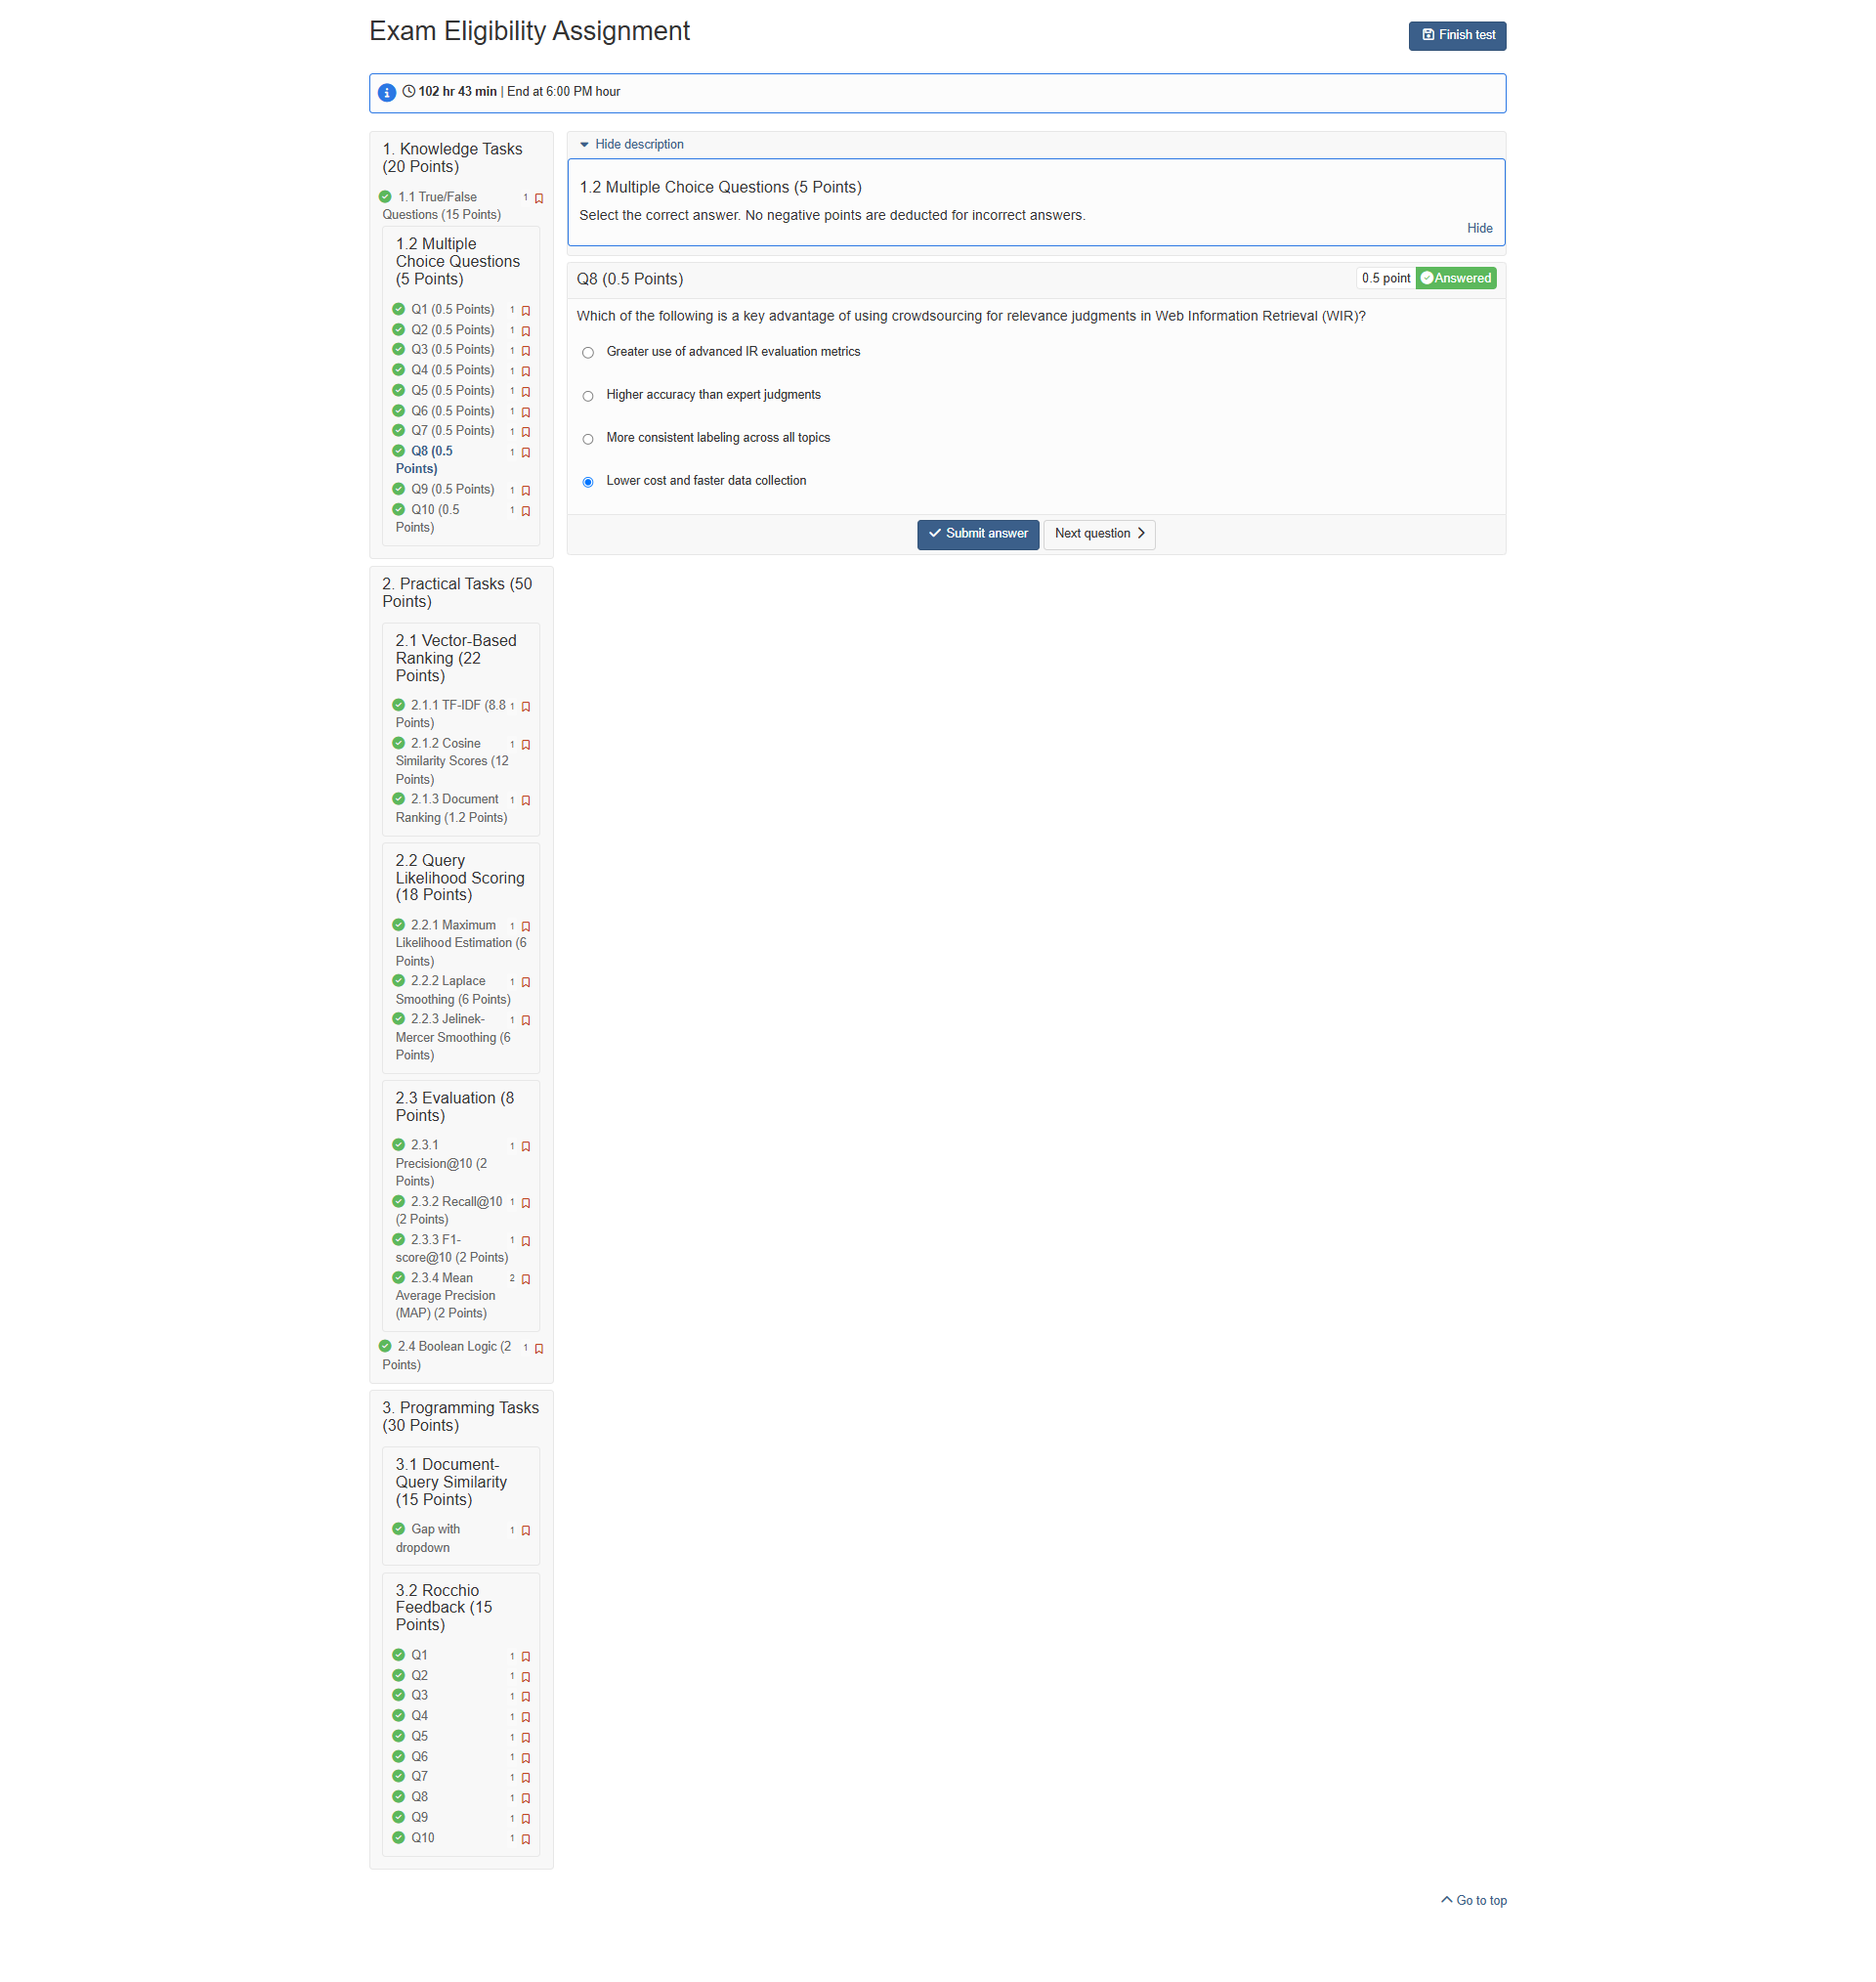 Exam Eligibility Assignment
Finish test
102 hr 43 min | End at 6:00 PM hour
1. Knowledge Tasks
(20 Points)
1.1 True/False 1
Questions (15 Points)
1.2 Multiple
Choice Questions
(5 Points)
Q1 (0.5 Points) 1
Q2 (0.5 Points) 1
Q3 (0.5 Points) 1
Q4 (0.5 Points) 1
Q5 (0.5 Points) 1
Q6 (0.5 Points) 1
Q7 (0.5 Points) 1
Q8 (0.5 1
Points)
Q9 (0.5 Points) 1
Q10 (0.5 1
Points)
2. Practical Tasks (50
Points)
2.1 Vector-Based
Ranking (22
Points)
2.1.1 TF-IDF (8.8 1
Points)
2.1.2 Cosine 1
Similarity Scores (12
Points)
2.1.3 Document 1
Ranking (1.2 Points)
2.2 Query
Likelihood Scoring
(18 Points)
2.2.1 Maximum 1
Likelihood Estimation (6
Points)
2.2.2 Laplace 1
Smoothing (6 Points)
2.2.3 Jelinek- 1
Mercer Smoothing (6
Points)
2.3 Evaluation (8
Points)
2.3.1 1
Precision@10 (2
Points)
2.3.2 Recall@10 1
(2 Points)
2.3.3 F1- 1
score@10 (2 Points)
2.3.4 Mean 2
Average Precision
(MAP) (2 Points)
2.4 Boolean Logic (2 1
Points)
3. Programming Tasks
(30 Points)
3.1 Document-
Query Similarity
(15 Points)
Gap with 1
dropdown
3.2 Rocchio
Feedback (15
Points)
Q1 1
Q2 1
Q3 1
Q4 1
Q5 1
Q6 1
Q7 1
Q8 1
Q9 1
Q10 1
Hide description
1.2 Multiple Choice Questions (5 Points)
Select the correct answer. No negative points are deducted for incorrect answers.
Hide
Q8 (0.5 Points)
0.5 point Answered
Which of the following is a key advantage of using crowdsourcing for relevance judgments in Web Information Retrieval (WIR)?
Greater use of advanced IR evaluation metrics
Higher accuracy than expert judgments
More consistent labeling across all topics
Lower cost and faster data collection
Submit answer
Next question
Go to top